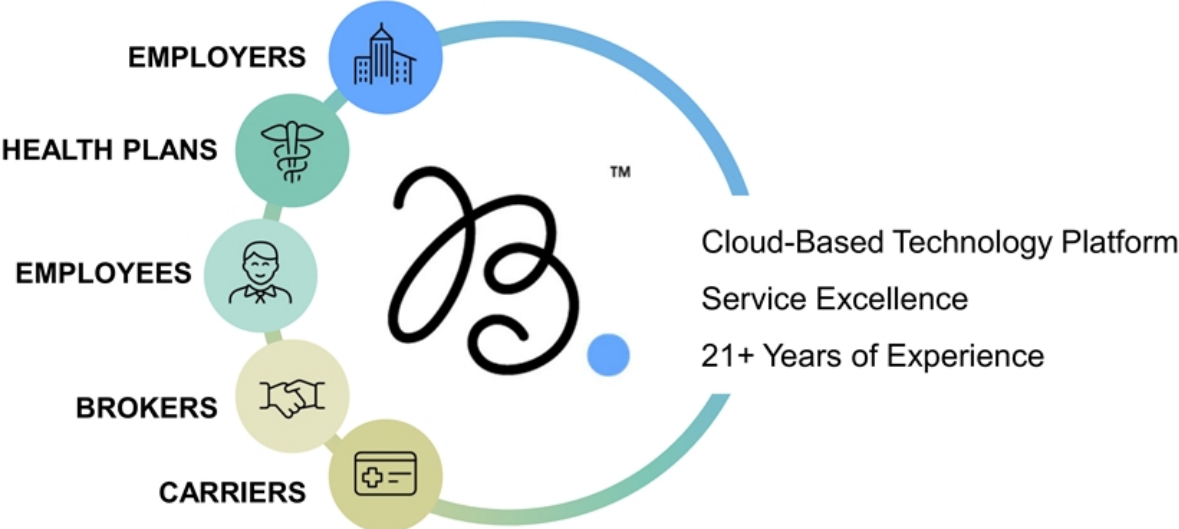 EMPLOYERS
HEALTH PLANS
EMPLOYEES
BROKERS
CARRIERS
B.
TM
Cloud-Based Technology Platform
Service Excellence
21+ Years of Experience